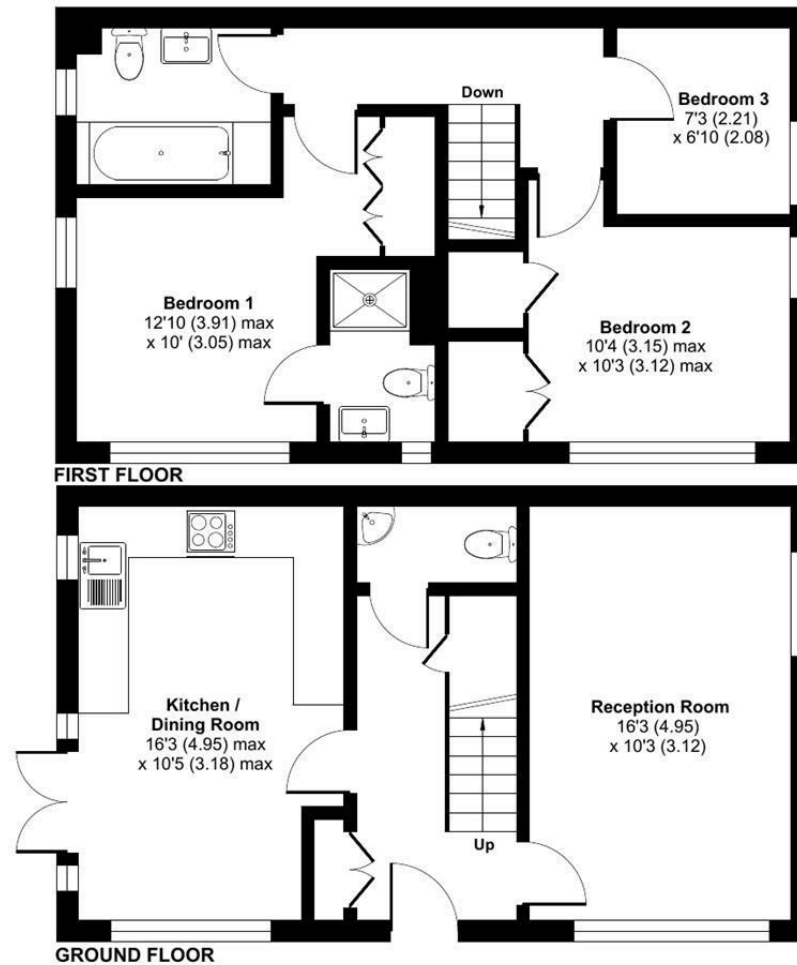 Down
Bedroom 3
7'3 (2.21)
x 6'10 (2.08)
Bedroom 1
12'10 (3.91) max
x 10' (3.05) max
Bedroom 2
10'4 (3.15) max
x 10'3 (3.12) max
FIRST FLOOR
Kitchen /
Dining Room
16'3 (4.95) max
x 10'5 (3.18) max
Reception Room
16'3 (4.95)
x 10'3 (3.12)
Up
GROUND FLOOR